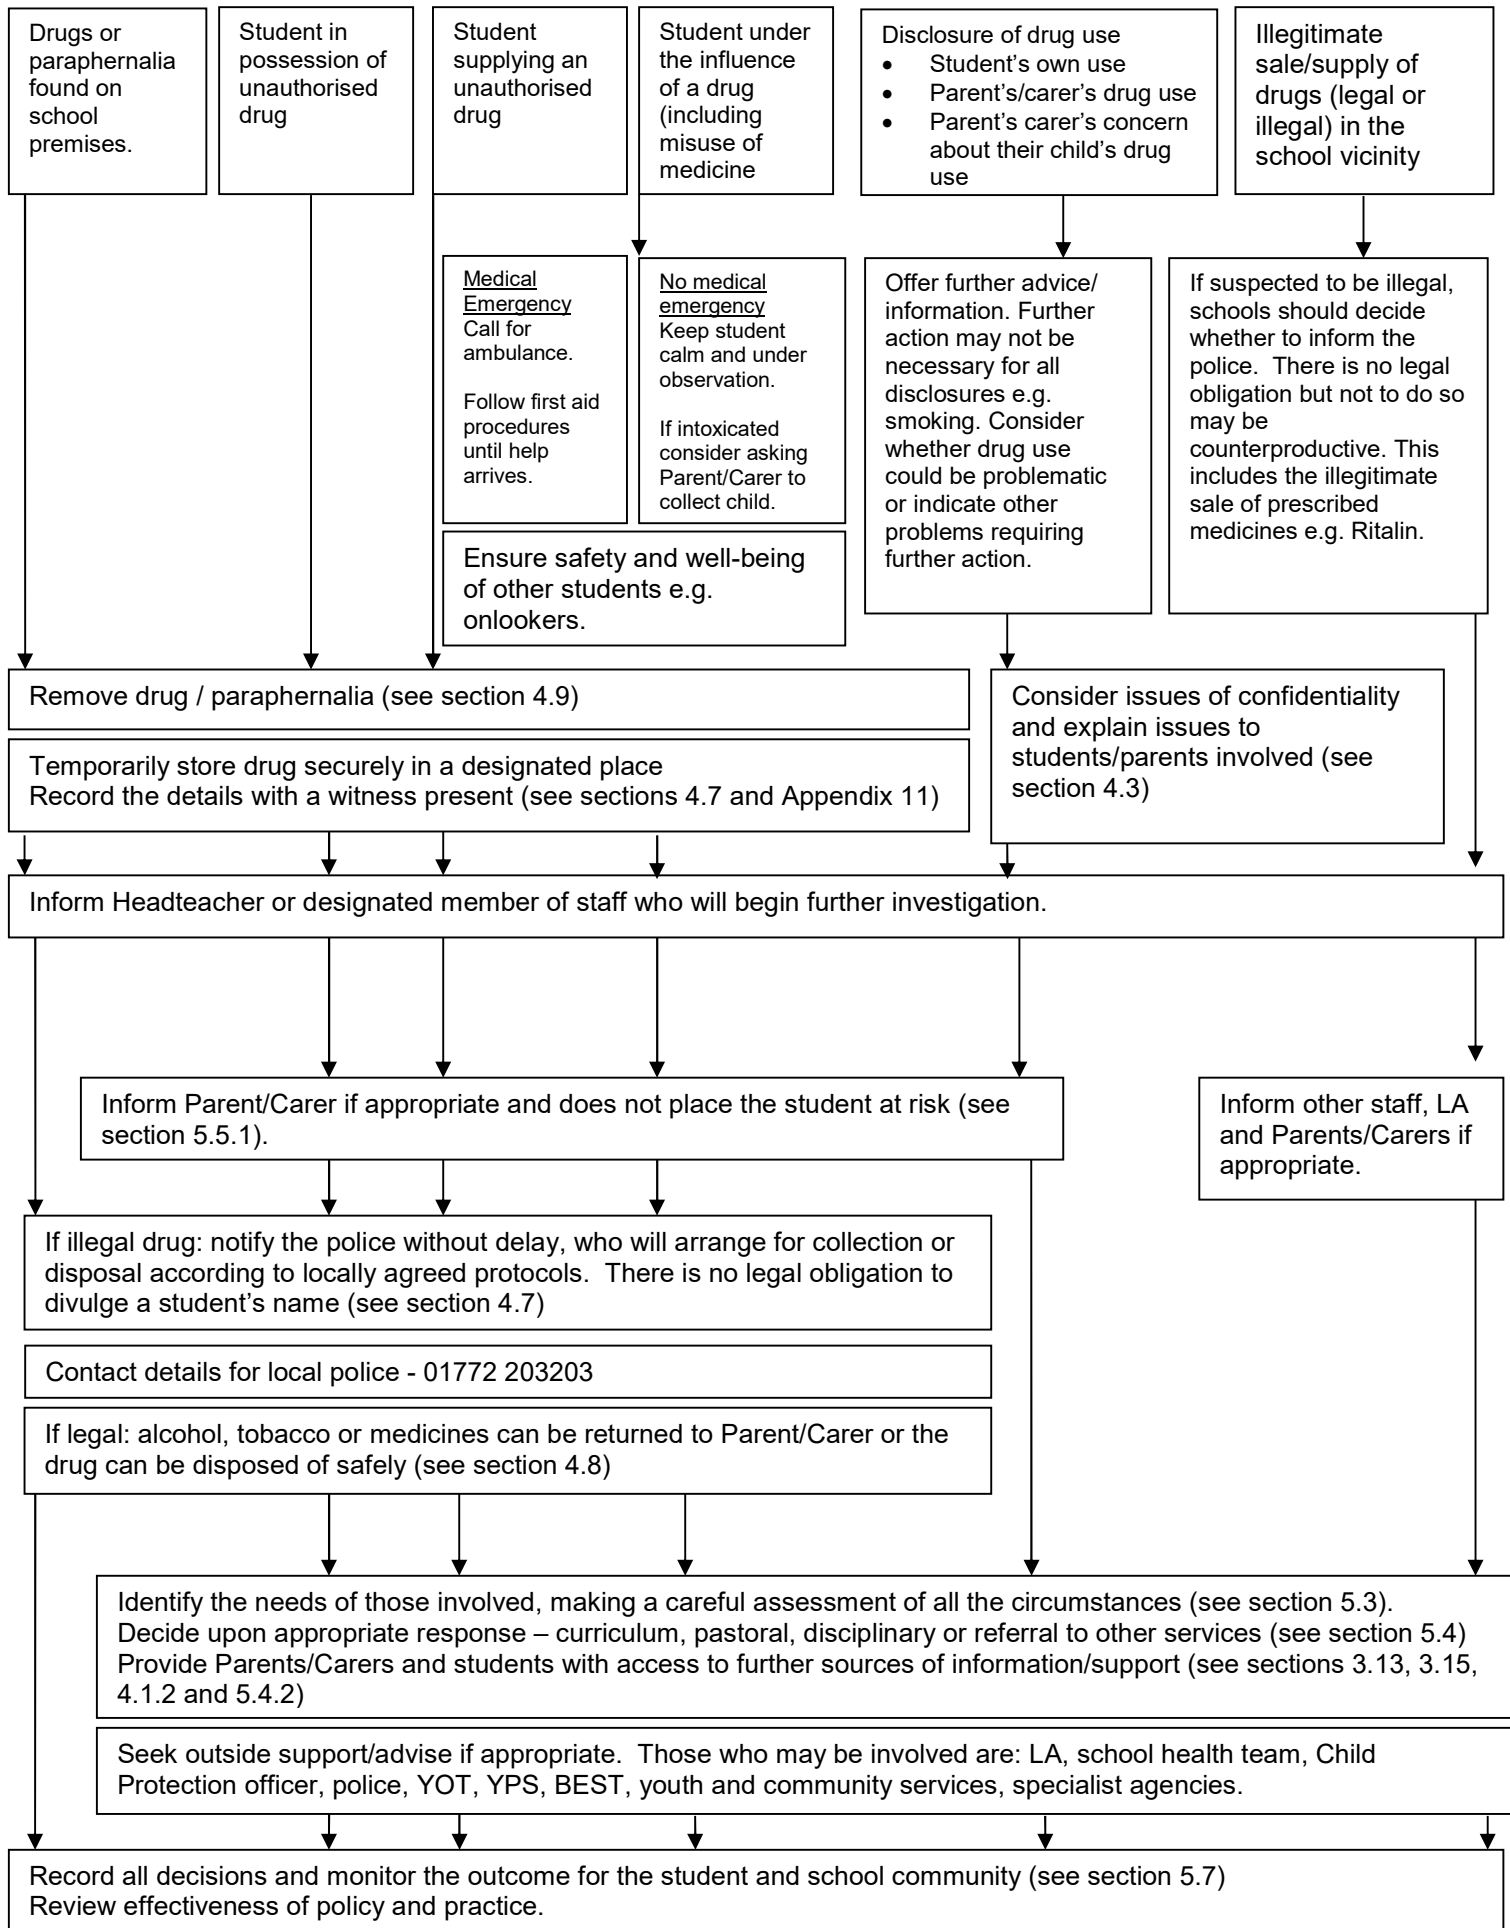 Drugs or
paraphernalia
found on
school
premises.
Student in
possession of
unauthorised
drug
Student
supplying an
unauthorised
drug
Student under
the influence
of a drug
(including
misuse of
medicine
Disclosure of drug use
• Student’s own use
• Parent’s/carer’s drug use
• Parent’s carer’s concern
about their child’s drug
use
Illegitimate
sale/supply of
drugs (legal or
illegal) in the
school vicinity
Medical
Emergency
Call for
ambulance.
Follow first aid
procedures
until help
arrives.
No medical
emergency
Keep student
calm and under
observation.
If intoxicated
consider asking
Parent/Carer to
collect child.
Offer further advice/
information. Further
action may not be
necessary for all
disclosures e.g.
smoking. Consider
whether drug use
could be problematic
or indicate other
problems requiring
further action.
If suspected to be illegal,
schools should decide
whether to inform the
police.  There is no legal
obligation but not to do so
may be
counterproductive. This
includes the illegitimate
sale of prescribed
medicines e.g. Ritalin.
Ensure safety and well-being
of other students e.g.
onlookers.
Remove drug / paraphernalia (see section 4.9)
Temporarily store drug securely in a designated place
Record the details with a witness present (see sections 4.7 and Appendix 11)
Consider issues of confidentiality
and explain issues to
students/parents involved (see
section 4.3)
Inform Headteacher or designated member of staff who will begin further investigation.
Inform Parent/Carer if appropriate and does not place the student at risk (see
section 5.5.1).
Inform other staff, LA
and Parents/Carers if
appropriate.
If illegal drug: notify the police without delay, who will arrange for collection or
disposal according to locally agreed protocols.  There is no legal obligation to
divulge a student’s name (see section 4.7)
Contact details for local police - 01772 203203
If legal: alcohol, tobacco or medicines can be returned to Parent/Carer or the
drug can be disposed of safely (see section 4.8)
Identify the needs of those involved, making a careful assessment of all the circumstances (see section 5.3).
Decide upon appropriate response – curriculum, pastoral, disciplinary or referral to other services (see section 5.4)
Provide Parents/Carers and students with access to further sources of information/support (see sections 3.13, 3.15,
4.1.2 and 5.4.2)
Seek outside support/advise if appropriate.  Those who may be involved are: LA, school health team, Child
Protection officer, police, YOT, YPS, BEST, youth and community services, specialist agencies.
Record all decisions and monitor the outcome for the student and school community (see section 5.7)
Review effectiveness of policy and practice.